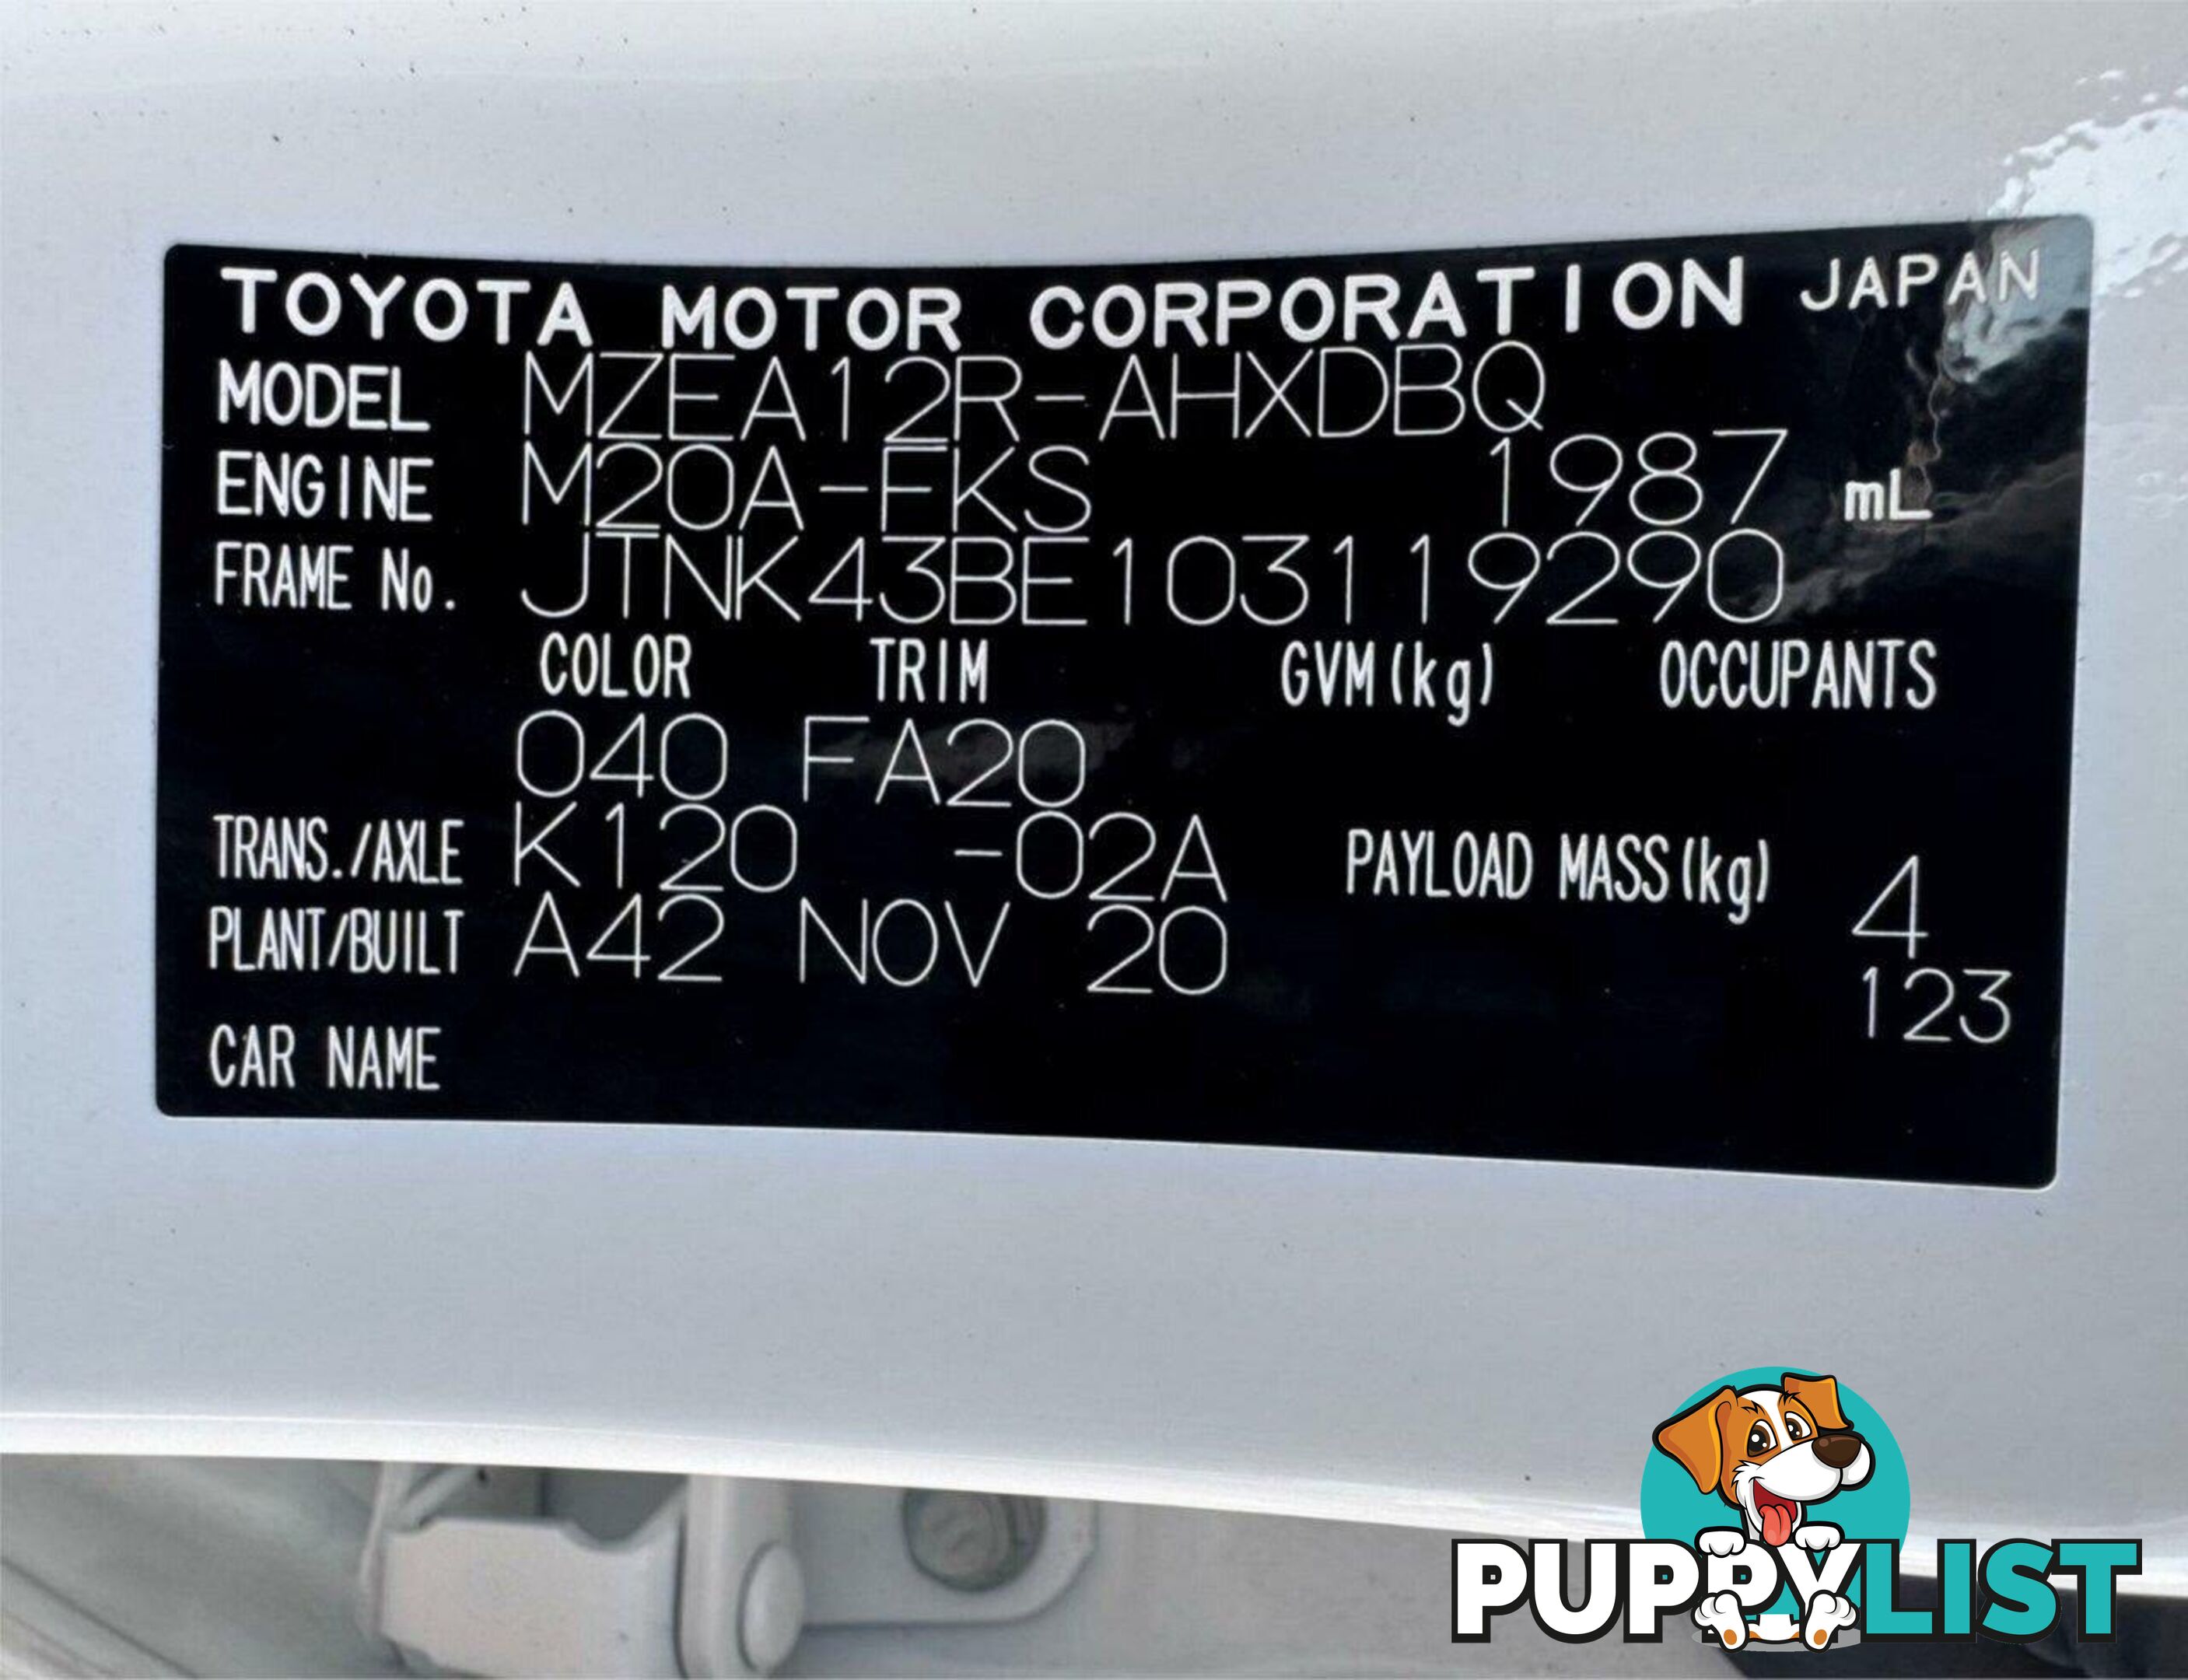 TOYOTA MOTOR CORPORATION JAPAN
MODEL MZEA12R-AHXDBQ
ENGINE M20A-FKS 1987 mL
FRAME No. JTNK43BE103119290
COLOR TRIM GVM(kg) OCCUPANTS
040 FA20
TRANS./AXLE K120 -02A PAYLOAD MASS(kg) 4
PLANT/BUILT A42 NOV 20
123
CAR NAME
PUPPYLIST